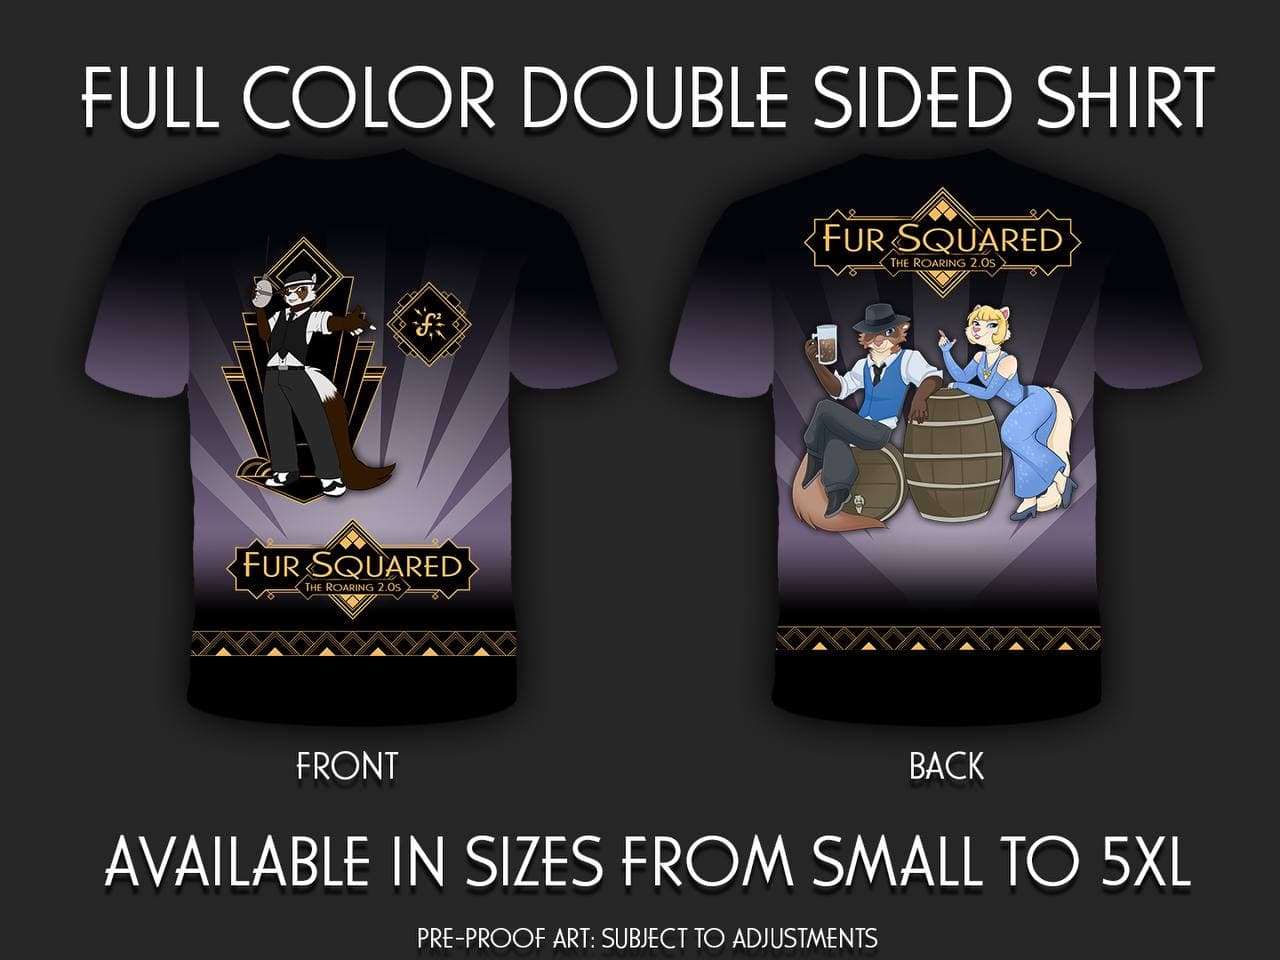 FULL COLOR DOUBLE SIDED SHIRT
FUR SQUARED
THE ROARING 2.0S
f²
FUR SQUARED
THE ROARING 2.0S
FRONT
BACK
AVAILABLE IN SIZES FROM SMALL TO 5XL
PRE-PROOF ART: SUBJECT TO ADJUSTMENTS